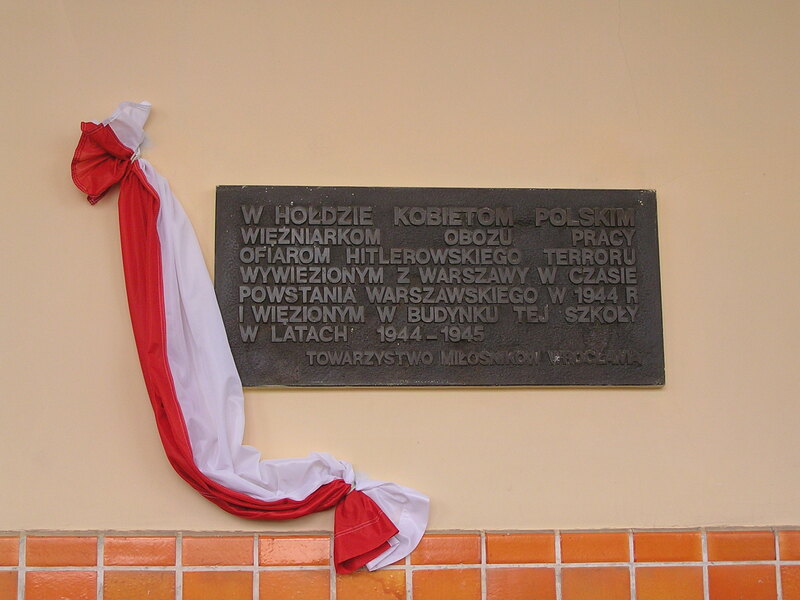 W HOŁDZIE KOBIETOM POLSKIM
WIĘŹNIARKOM OBOZU PRACY
OFIAROM HITLEROWSKIEGO TERRORU
WYWIEZIONYM Z WARSZAWY W CZASIE
POWSTANIA WARSZAWSKIEGO W 1944 R
I WIĘZIONYM W BUDYNKU TEJ SZKOŁY
W LATACH 1944-1945
TOWARZYSTWO MIŁOŚNIKÓW WROCŁAWIA